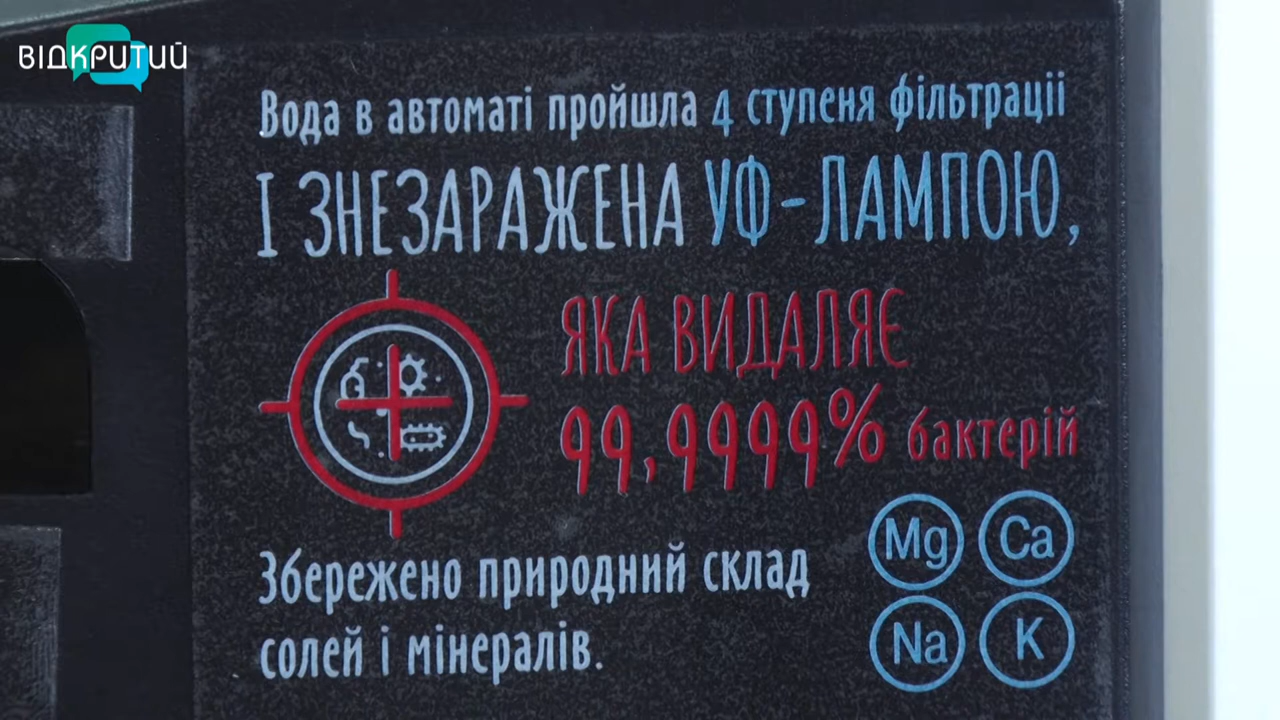 ВІДКРИТИЙ
Вода в автоматі пройшла 4 ступеня фільтрації
І ЗНЕЗАРАЖЕНА УФ-ЛАМПОЮ,
ЯКА ВИДАЛЯЄ
99,9999% бактерій
Збережено природний склад
солей і мінералів.
Mg Ca
Na K